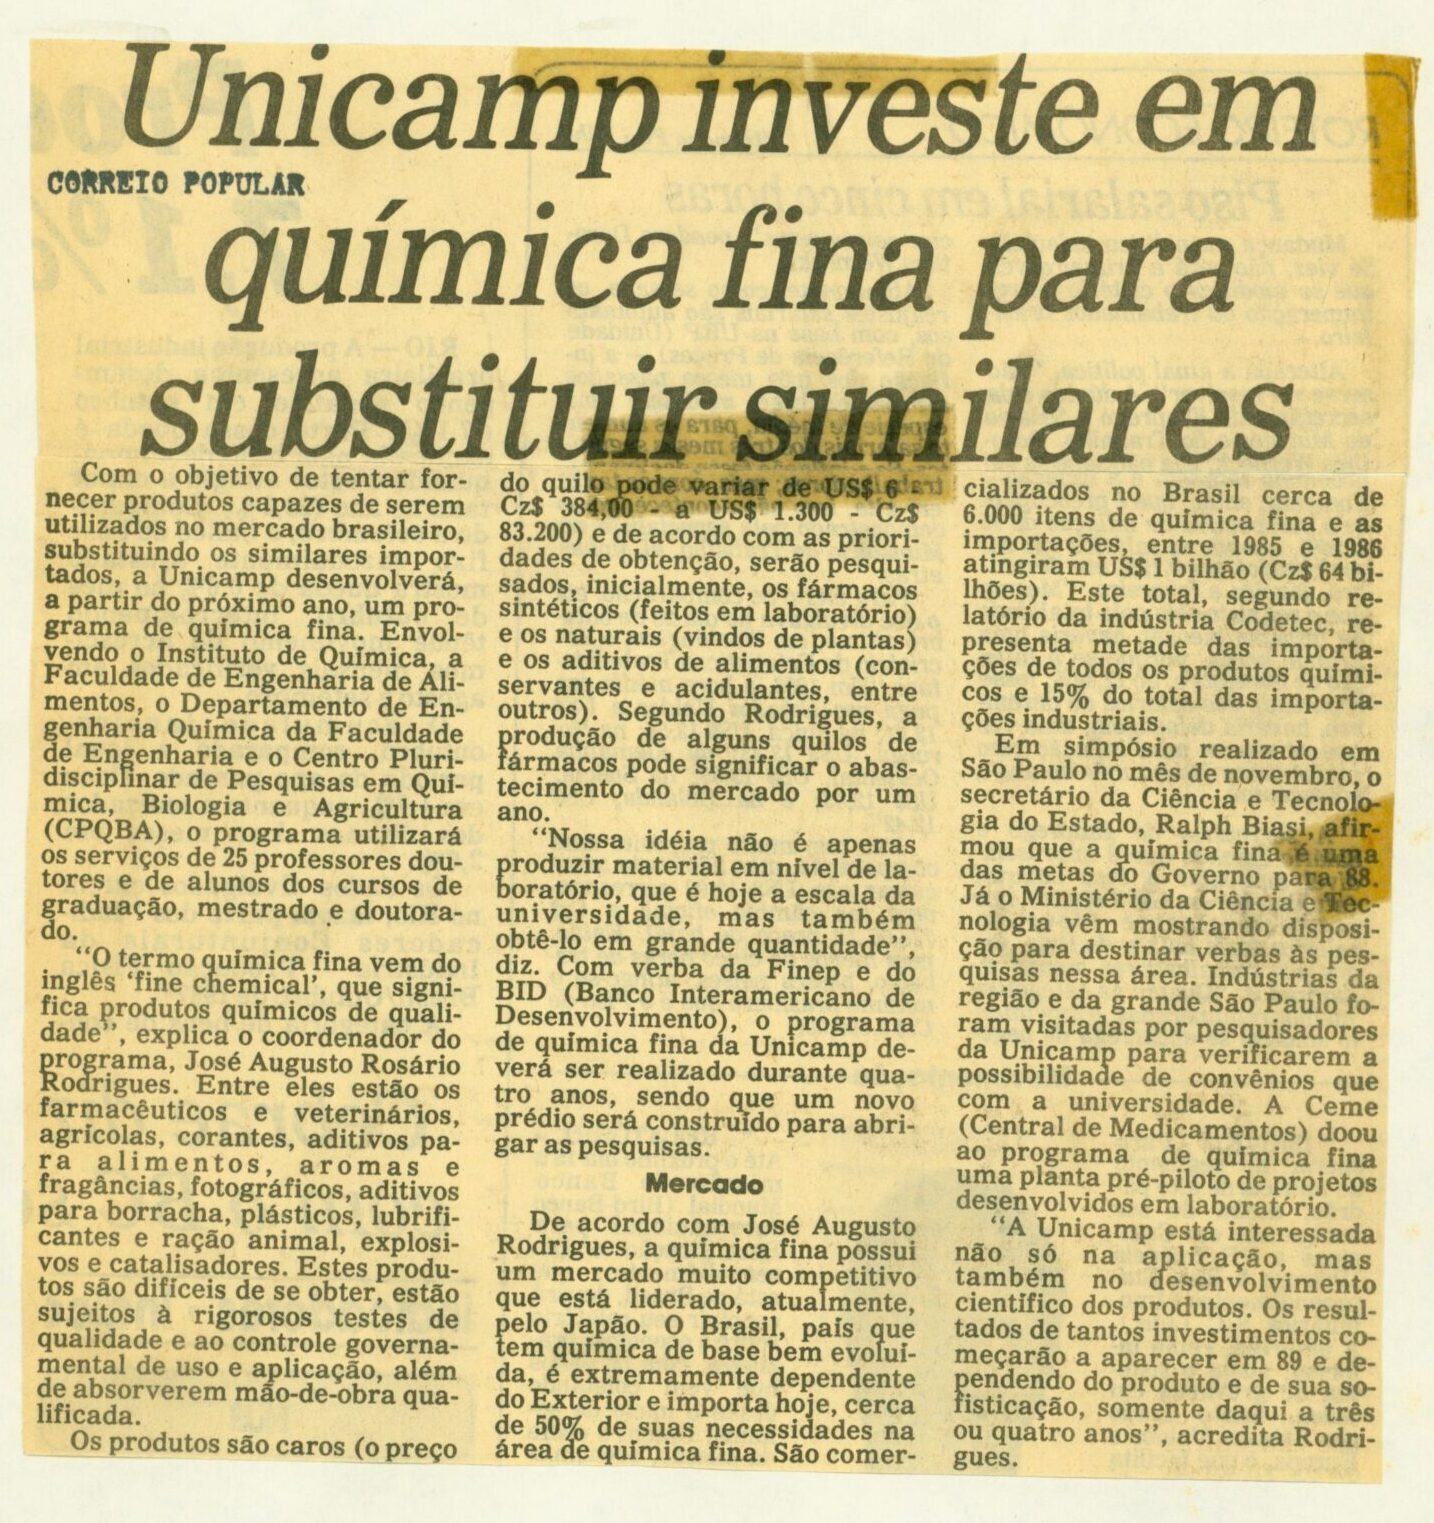 Unicamp investe em
CORREIO POPULAR
química fina para
substituir similares
Com o objetivo de tentar for-
necer produtos capazes de serem
utilizados no mercado brasileiro,
substituindo os similares impor-
tados, a Unicamp desenvolverá,
a partir do próximo ano, um pro-
grama de química fina. Envol-
vendo o Instituto de Química, a
Faculdade de Engenharia de Ali-
mentos, o Departamento de En-
genharia Química da Faculdade
de Engenharia e o Centro Pluri-
disciplinar de Pesquisas em Quí-
mica, Biologia e Agricultura
(CPQBA), o programa utilizará
os serviços de 25 professores dou-
tores e de alunos dos cursos de
graduação, mestrado e doutora-
do.
"O termo química fina vem do
inglês 'fine chemical', que signi-
fica produtos químicos de quali-
dade", explica o coordenador do
programa, José Augusto Rosário
Rodrigues. Entre eles estão os
farmacêuticos e veterinários,
agrícolas, corantes, aditivos pa-
ra alimentos, aromas e
fragâncias, fotográficos, aditivos
para borracha, plásticos, lubrifi-
cantes e ração animal, explosi-
vos e catalisadores. Estes produ-
tos são difíceis de se obter, estão
sujeitos à rigorosos testes de
qualidade e ao controle governa-
mental de uso e aplicação, além
de absorverem mão-de-obra qua-
lificada.
Os produtos são caros (o preço
do quilo pode variar de US$ 6 -
Cz$ 384,00 - a US$ 1.300 - Cz$
83.200) e de acordo com as priori-
dades de obtenção, serão pesqui-
sados, inicialmente, os fármacos
sintéticos (feitos em laboratório)
e os naturais (vindos de plantas)
e os aditivos de alimentos (con-
servantes e acidulantes, entre
outros). Segundo Rodrigues, a
produção de alguns quilos de
fármacos pode significar o abas-
tecimento do mercado por um
ano.
"Nossa idéia não é apenas
produzir material em nível de la-
boratório, que é hoje a escala da
universidade, mas também
obtê-lo em grande quantidade",
diz. Com verba da Finep e do
BID (Banco Interamericano de
Desenvolvimento), o programa
de química fina da Unicamp de-
verá ser realizado durante qua-
tro anos, sendo que um novo
prédio será construído para abri-
gar as pesquisas.
Mercado
De acordo com José Augusto
Rodrigues, a química fina possui
um mercado muito competitivo
que está liderado, atualmente,
pelo Japão. O Brasil, país que
tem química de base bem evoluí-
da, é extremamente dependente
do Exterior e importa hoje, cerca
de 50% de suas necessidades na
área de química fina. São comer-
cializados no Brasil cerca de
6.000 itens de química fina e as
importações, entre 1985 e 1986
atingiram US$ 1 bilhão (Cz$ 64 bi-
lhões). Este total, segundo re-
latório da indústria Codetec, re-
presenta metade das importa-
ções de todos os produtos quími-
cos e 15% do total das importa-
ções industriais.
Em simpósio realizado em
São Paulo no mês de novembro, o
secretário da Ciência e Tecnolo-
gia do Estado, Ralph Biasi, afir-
mou que a química fina é uma
das metas do Governo para 88.
Já o Ministério da Ciência e Tec-
nologia vêm mostrando disposi-
ção para destinar verbas às pes-
quisas nessa área. Indústrias da
região e da grande São Paulo fo-
ram visitadas por pesquisadores
da Unicamp para verificarem a
possibilidade de convênios que
com a universidade. A Ceme
(Central de Medicamentos) doou
ao programa de química fina
uma planta pré-piloto de projetos
desenvolvidos em laboratório.
"A Unicamp está interessada
não só na aplicação, mas
também no desenvolvimento
científico dos produtos. Os resul-
tados de tantos investimentos co-
meçarão a aparecer em 89 e de-
pendendo do produto e de sua so-
fisticação, somente daqui a três
ou quatro anos", acredita Rodri-
gues.